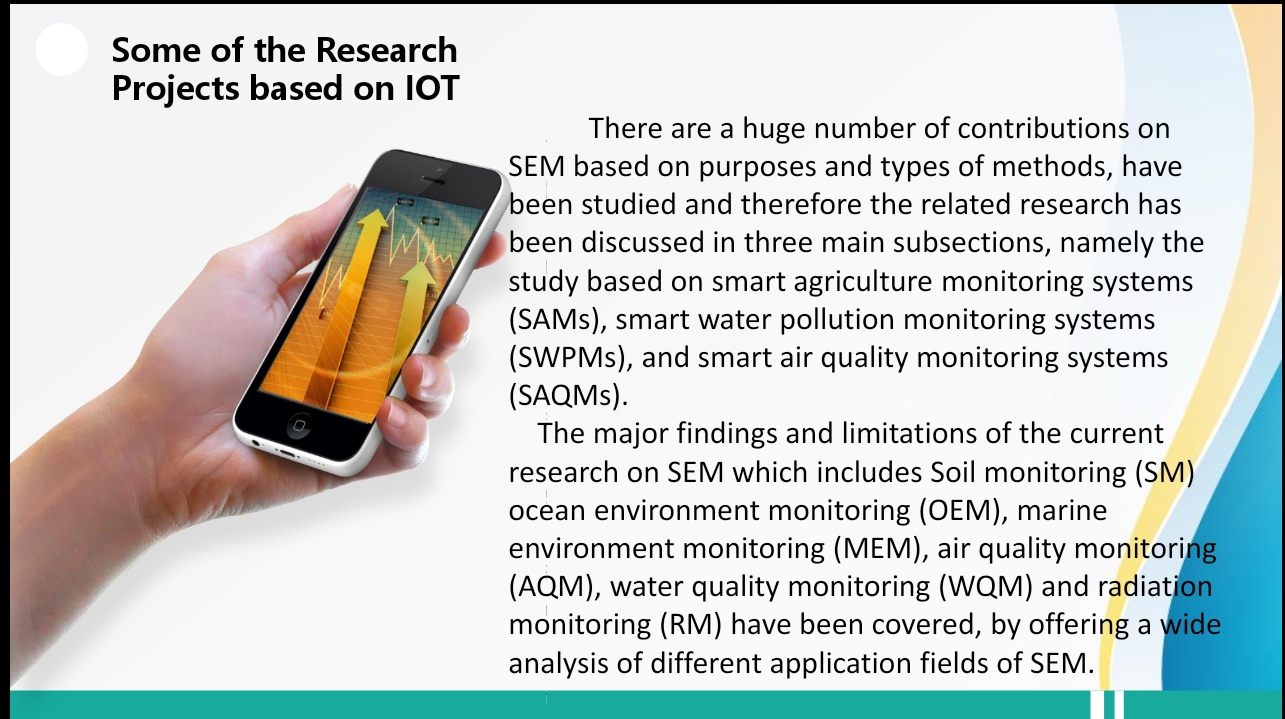 Some of the Research
Projects based on IOT
There are a huge number of contributions on
SEM based on purposes and types of methods, have
been studied and therefore the related research has
been discussed in three main subsections, namely the
study based on smart agriculture monitoring systems
(SAMs), smart water pollution monitoring systems
(SWPMs), and smart air quality monitoring systems
(SAQMs).
The major findings and limitations of the current
research on SEM which includes Soil monitoring (SM)
ocean environment monitoring (OEM), marine
environment monitoring (MEM), air quality monitoring
(AQM), water quality monitoring (WQM) and radiation
monitoring (RM) have been covered, by offering a wide
analysis of different application fields of SEM.